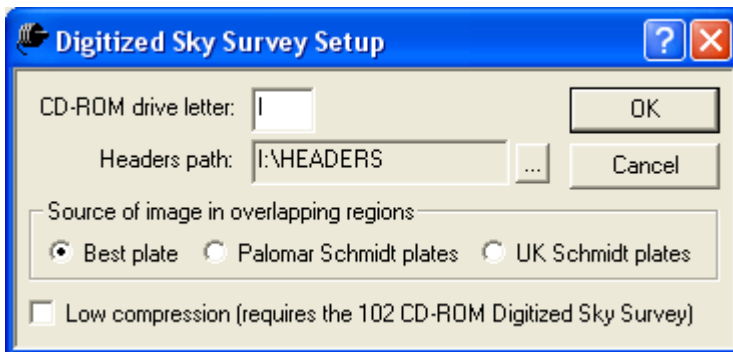 Digitized Sky Survey Setup
CD-ROM drive letter: I OK
Headers path: I:\HEADERS ... Cancel
Source of image in overlapping regions
Best plate Palomar Schmidt plates UK Schmidt plates
Low compression (requires the 102 CD-ROM Digitized Sky Survey)